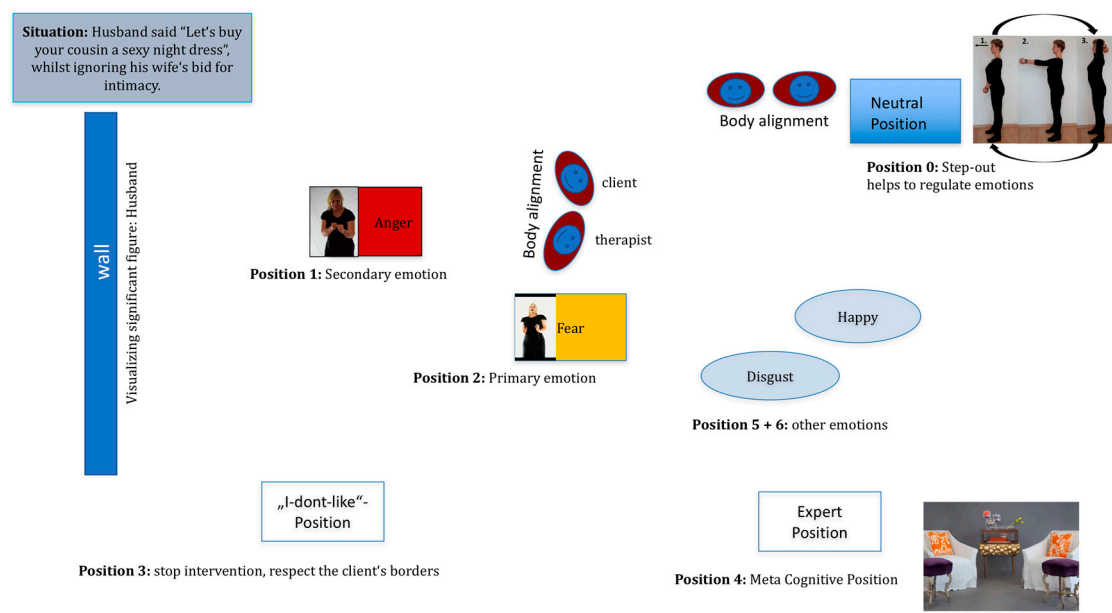 Situation: Husband said “Let‘s buy
your cousin a sexy night dress“,
whilst ignoring his wife‘s bid for
intimacy.
1.
2.
3.
Neutral
Position
Body alignment
Position 0: Step-out
helps to regulate emotions
wall
Visualizing significant figure: Husband
Body alignment
client
therapist
Anger
Position 1: Secondary emotion
Fear
Position 2: Primary emotion
Happy
Disgust
Position 5 + 6: other emotions
„I-dont-like“-
Position
Position 3: stop intervention, respect the client‘s borders
Expert
Position
Position 4: Meta Cognitive Position